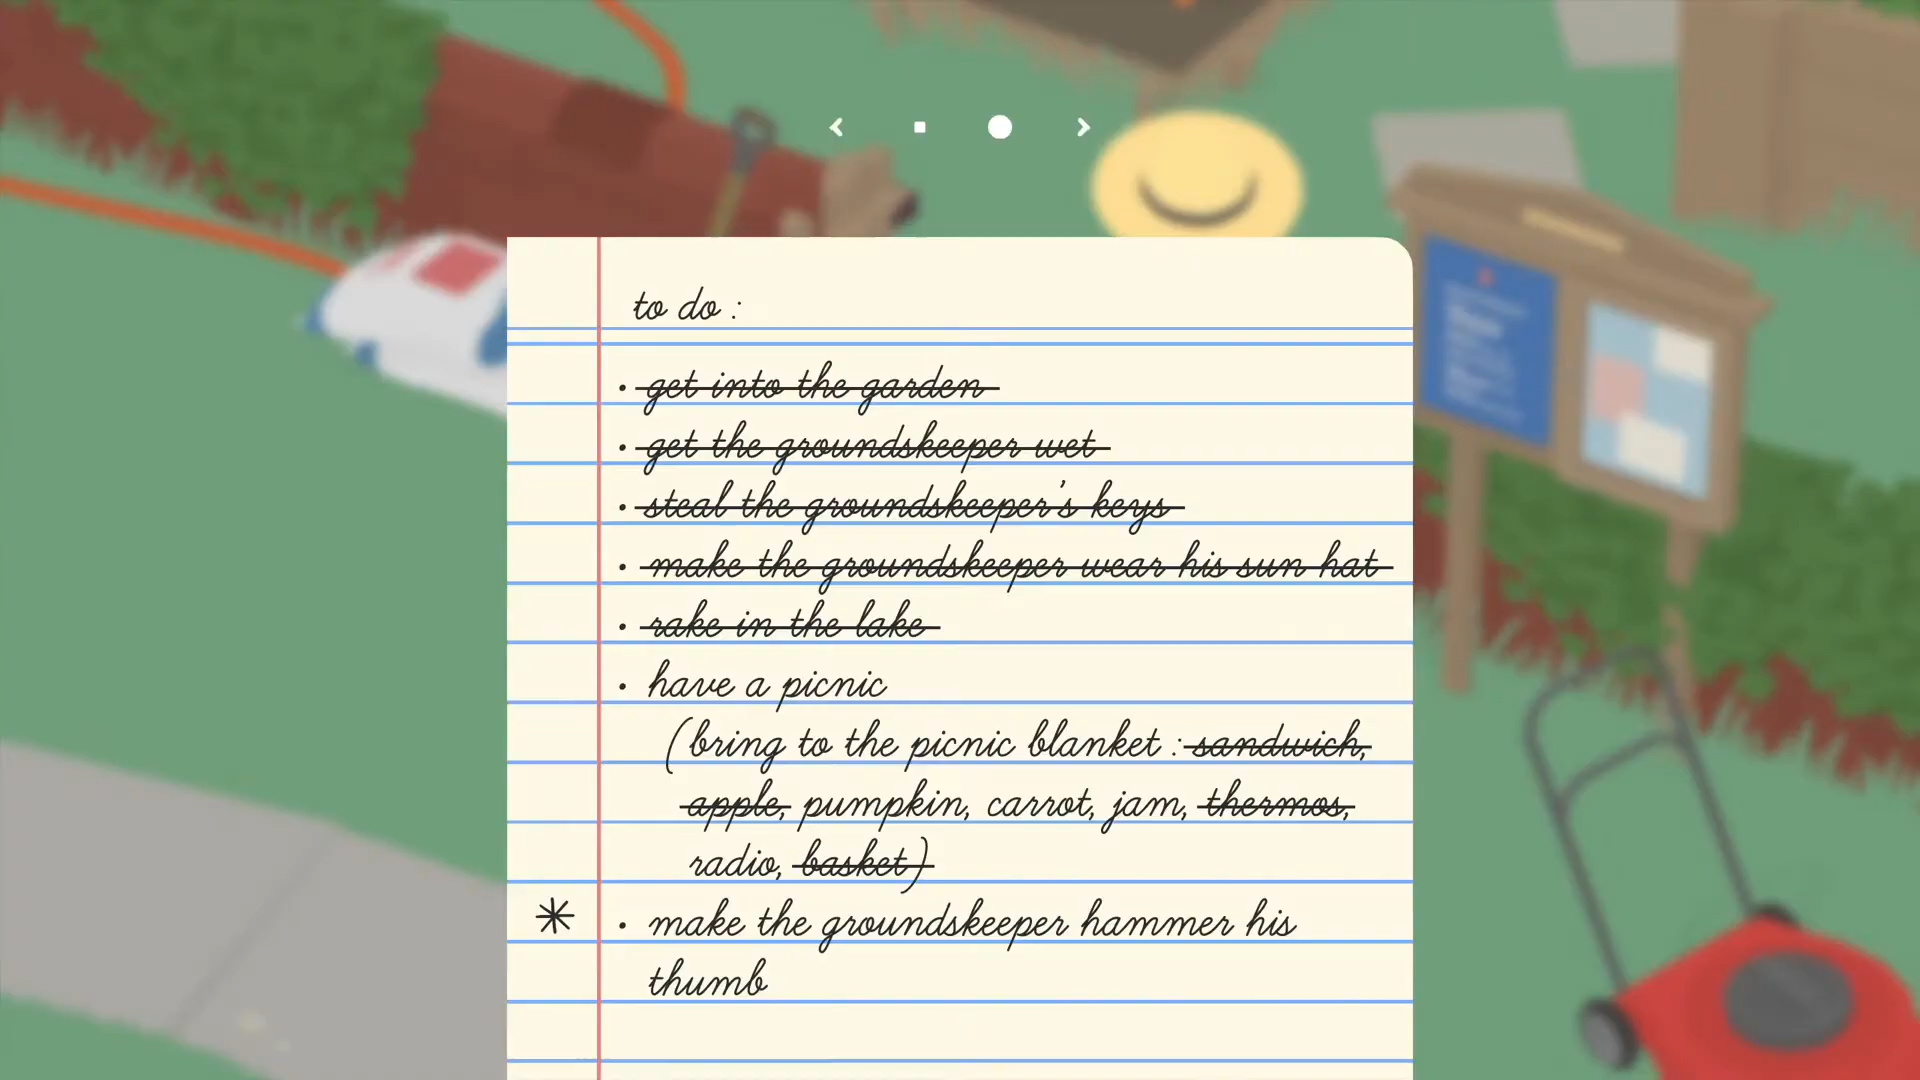 to do :
• get into the garden
• get the groundskeeper wet
• steal the groundskeeper's keys
• make the groundskeeper wear his sun hat
• rake in the lake
• have a picnic
(bring to the picnic blanket : sandwich,
apple, pumpkin, carrot, jam, thermos,
radio, basket)
• make the groundskeeper hammer his
thumb